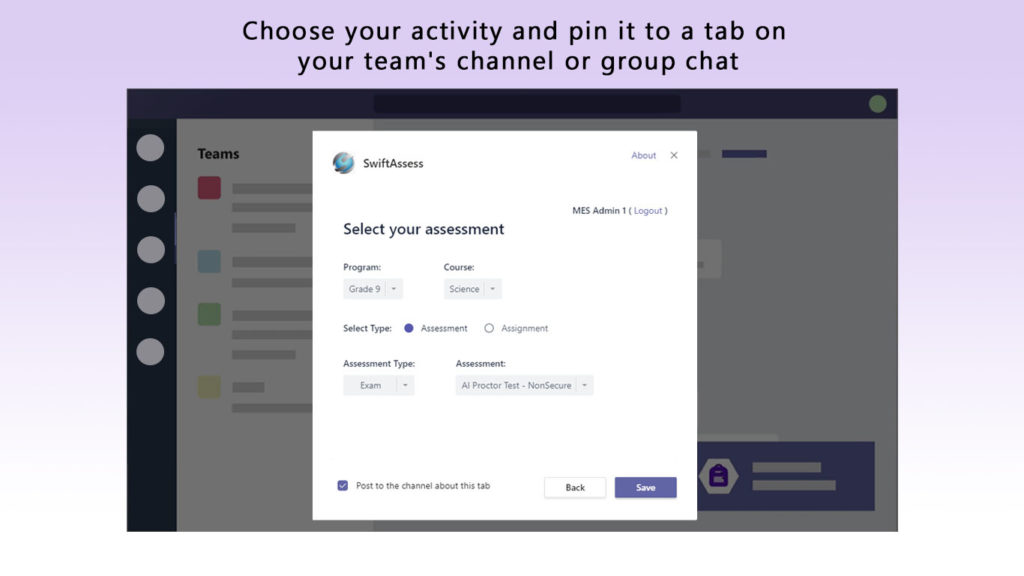 Choose your activity and pin it to a tab on
your team's channel or group chat
Teams
SwiftAssess
About
MES Admin 1 ( Logout )
Select your assessment
Program: Course:
Grade 9 Science
Select Type: Assessment Assignment
Assessment Type: Assessment:
Exam AI Proctor Test - NonSecure
Post to the channel about this tab Back Save